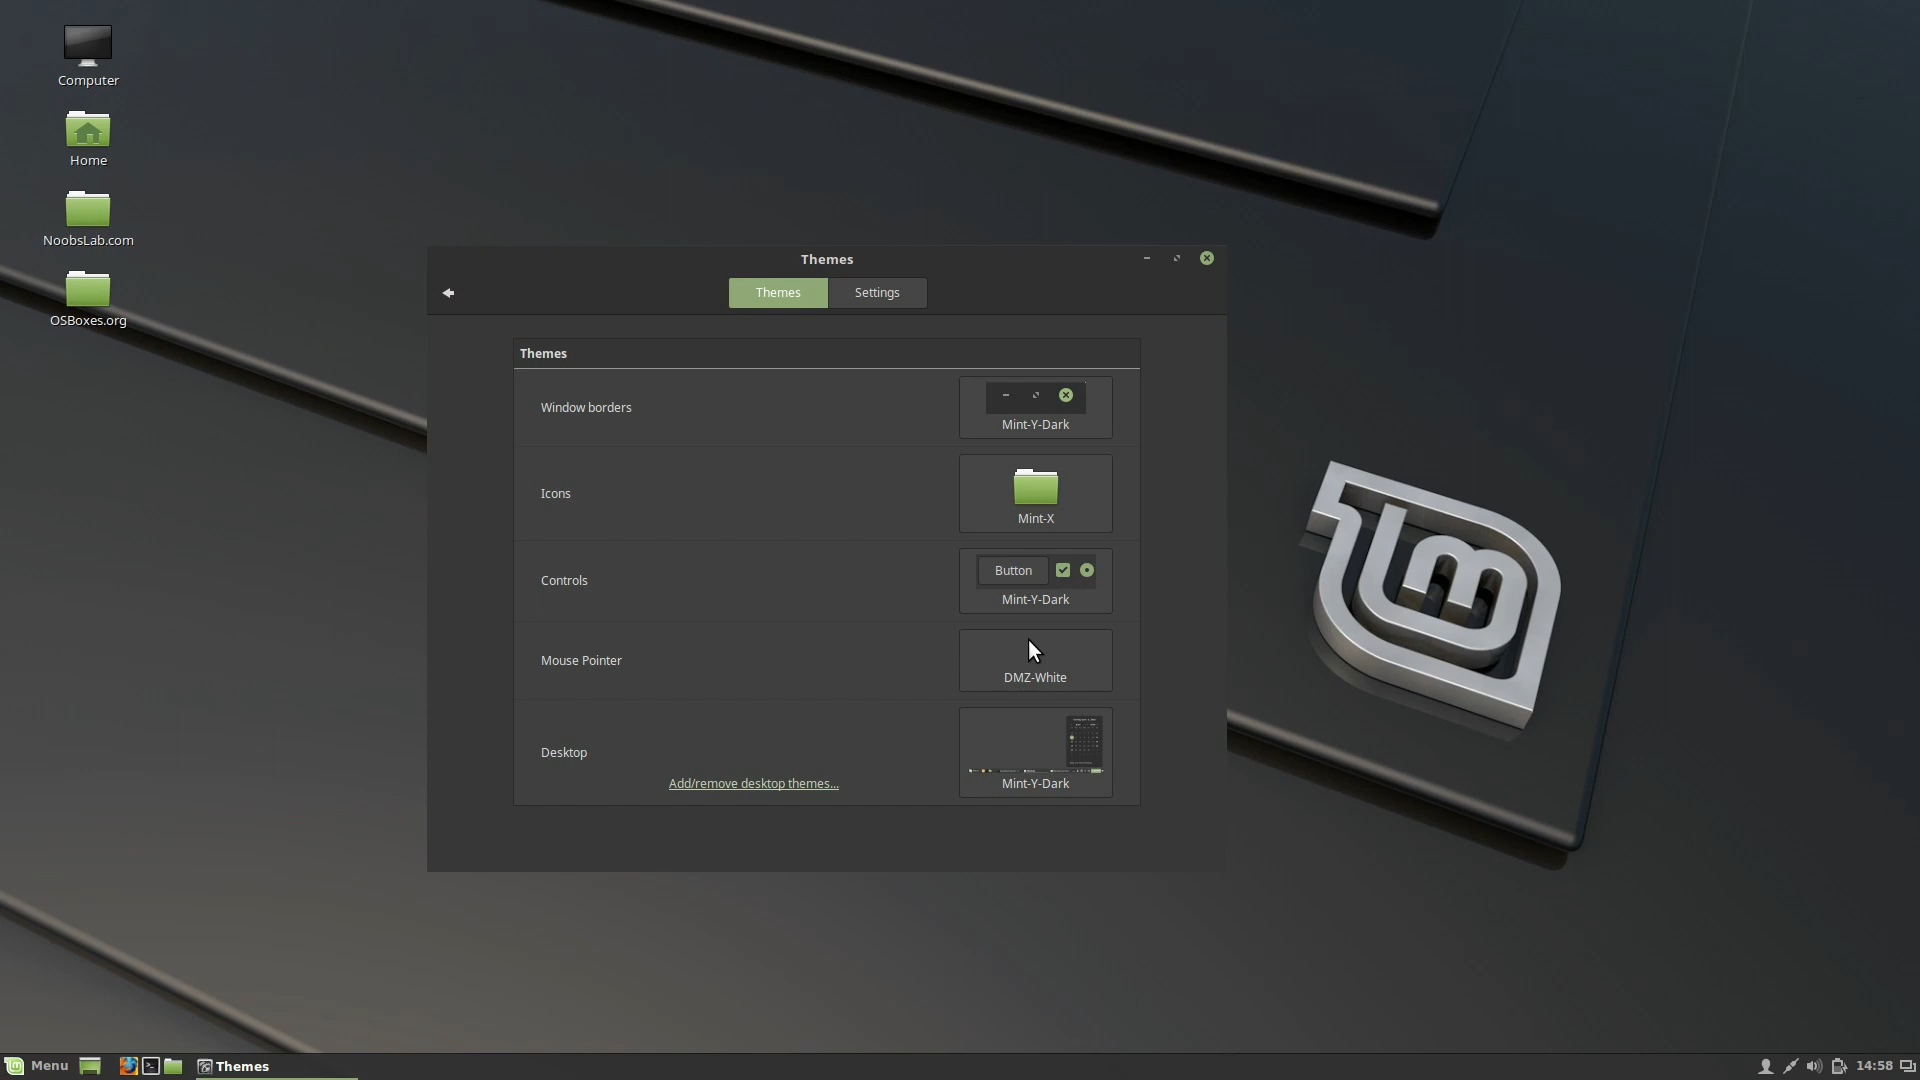 Computer
Home
NoobsLab.com
OSBoxes.org
Themes
Themes
Settings
Themes
Window borders
Mint-Y-Dark
Icons
Mint-X
Controls
Button
Mint-Y-Dark
Mouse Pointer
DMZ-White
Desktop
Add/remove desktop themes...
Mint-Y-Dark
Menu
Themes
14:58